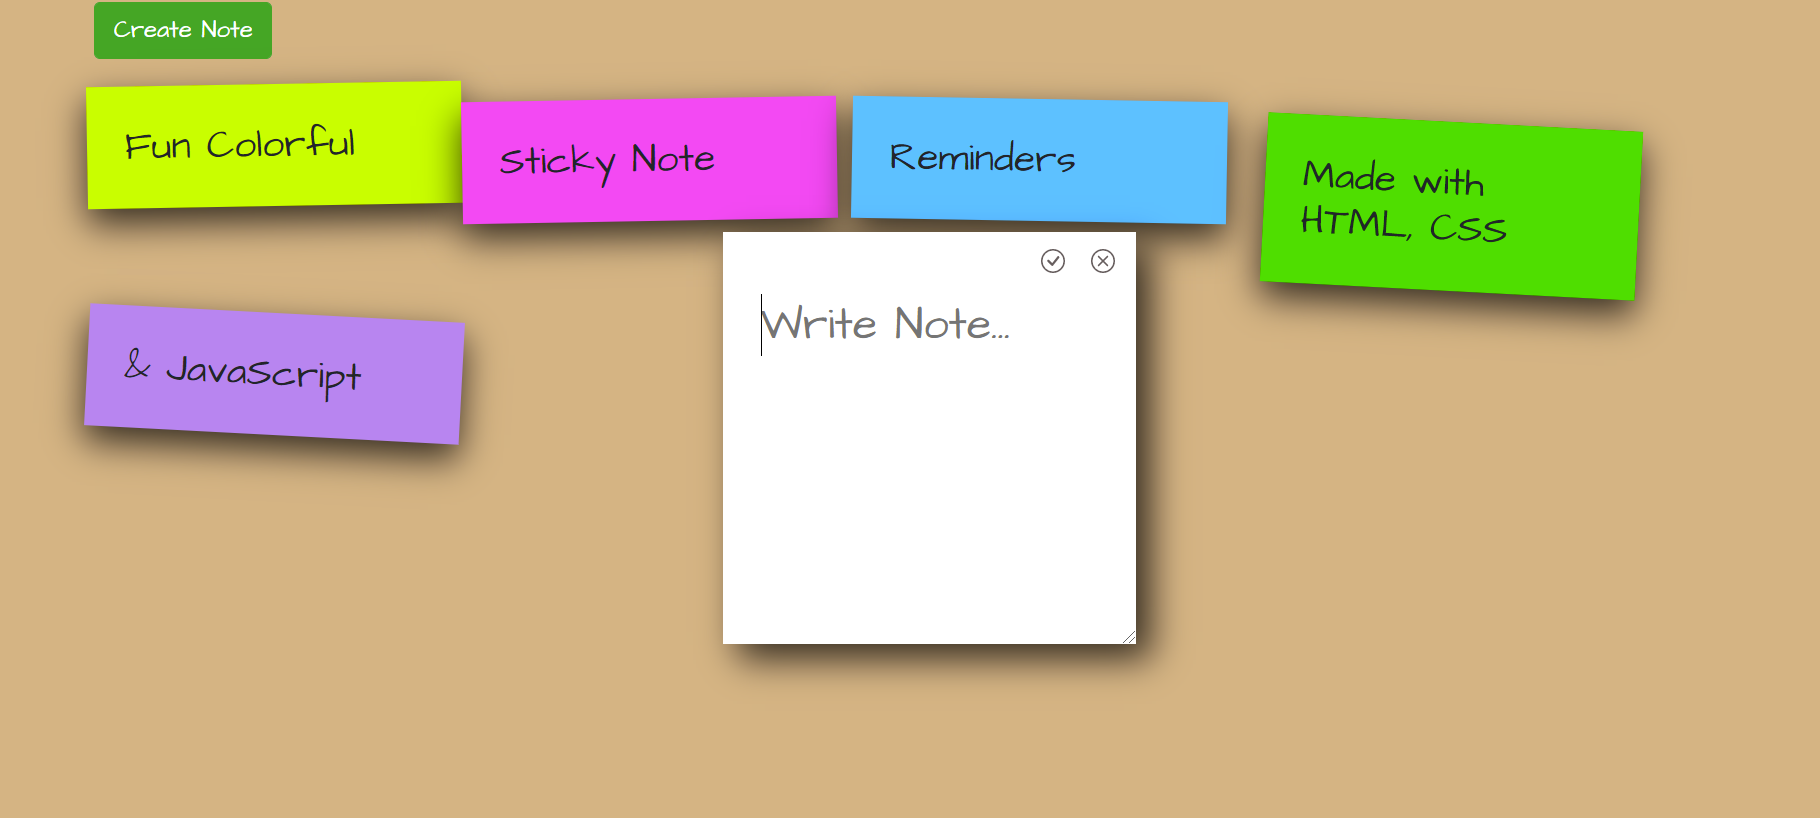 Create Note
Fun Colorful
Sticky Note
Reminders
Made with
HTML, CSS
& JavaScript
Write Note...